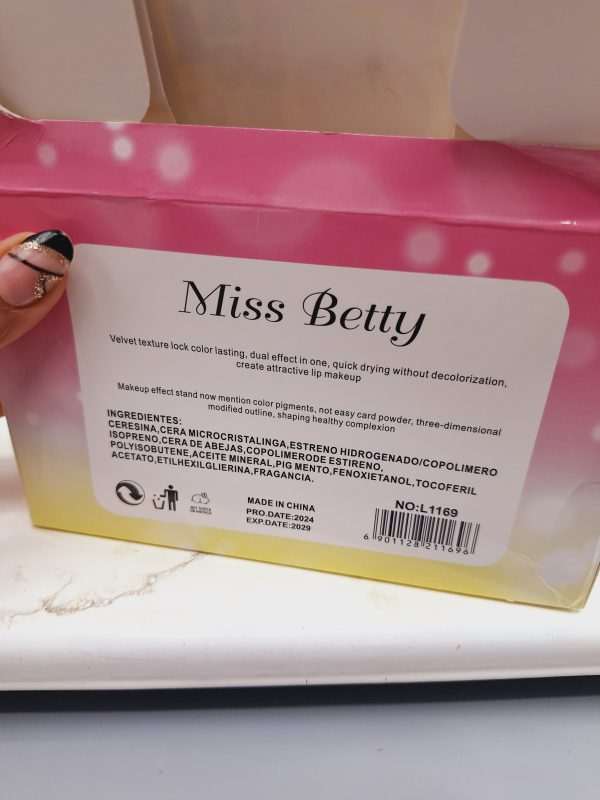 Miss Betty
Velvet texture lock color lasting, dual effect in one, quick drying without decolorization,
create attractive lip makeup
Makeup effect stand now mention color pigments, not easy card powder, three-dimensional
modified outline, shaping healthy complexion
INGREDIENTES:
CERESINA,CERA MICROCRISTALINGA,ESTRENO HIDROGENADO/COPOLIMERO
ISOPRENO,CERA DE ABEJAS,COPOLIMERODE ESTIRENO,
POLYISOBUTENE,ACEITE MINERAL,PIG MENTO,FENOXIETANOL,TOCOFERIL
ACETATO,ETILHEXILGLIERINA,FRAGANCIA.
MADE IN CHINA
PRO.DATE:2024
EXP.DATE:2029
NO:L1169
6 901128 211696